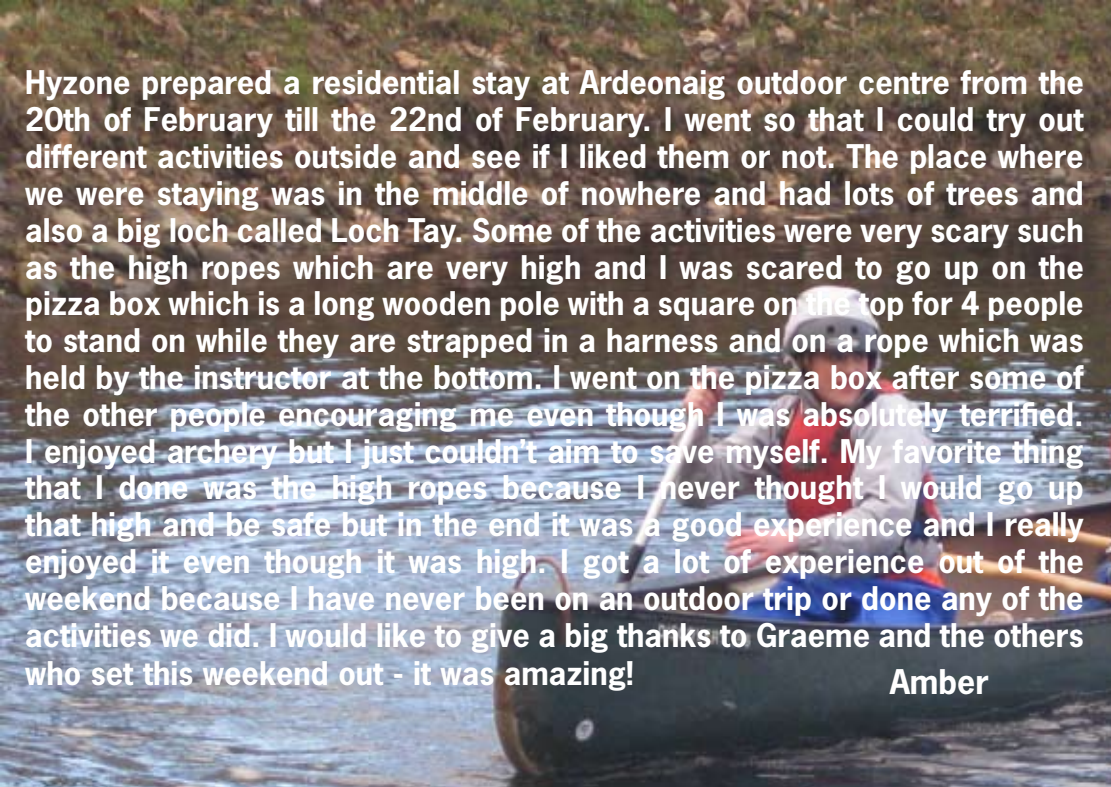 Hyzone prepared a residential stay at Ardeonaig outdoor centre from the
20th of February till the 22nd of February. I went so that I could try out
different activities outside and see if I liked them or not. The place where
we were staying was in the middle of nowhere and had lots of trees and
also a big loch called Loch Tay. Some of the activities were very scary such
as the high ropes which are very high and I was scared to go up on the
pizza box which is a long wooden pole with a square on the top for 4 people
to stand on while they are strapped in a harness and on a rope which was
held by the instructor at the bottom. I went on the pizza box after some of
the other people encouraging me even though I was absolutely terrified.
I enjoyed archery but I just couldn't aim to save myself. My favorite thing
that I done was the high ropes because I never thought I would go up
that high and be safe but in the end it was a good experience and I really
enjoyed it even though it was high. I got a lot of experience out of the
weekend because I have never been on an outdoor trip or done any of the
activities we did. I would like to give a big thanks to Graeme and the others
who set this weekend out - it was amazing!
Amber